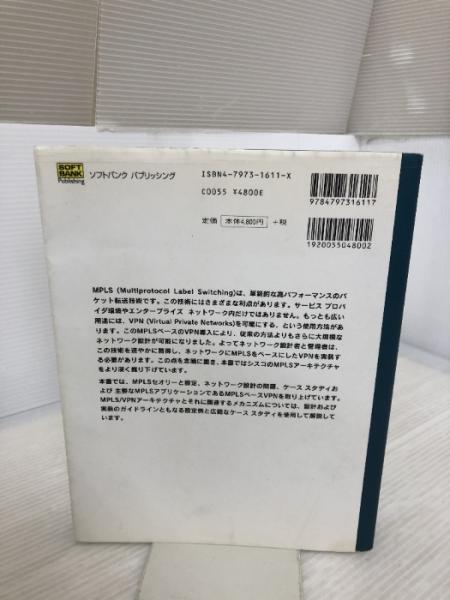 SOFT
BANK
Publishing
ソフトバンク パブリッシング
ISBN4-7973-1611-X
C0055 ¥4800E
定価 本体4,800円 +税
9784797316117
1920055048002
MPLS (Multiprotocol Label Switching)は、革新的な高パフォーマンスのパ
ケット転送技術です。この技術にはさまざまな利点があります。サービス プロバ
イダ環境やエンタープライズ ネットワーク内だけではありません。もっとも広い
用途には、VPN (Virtual Private Networks)を可能にする、という使用方法があ
ります。このMPLSベースのVPN導入により、従来の方法よりもさらに大規模な
ネットワーク設計が可能になりました。よってネットワーク設計者と管理者は、
この技術を速やかに理解し、ネットワークにMPLSをベースにしたVPNを実装す
る必要があります。この点を念頭に置き、本書ではシスコのMPLSアーキテクチャ
をより深く掘り下げています。
本書では、MPLSセオリーと設定、ネットワーク設計の問題、ケース スタディお
よび 主要なMPLSアプリケーションであるMPLSベースVPNを取り上げています。
MPLS/VPNアーキテクチャとそれに関連するメカニズムについては、設計および
実装のガイドラインともなる設定例と広範なケース スタディを使用して解説して
います。